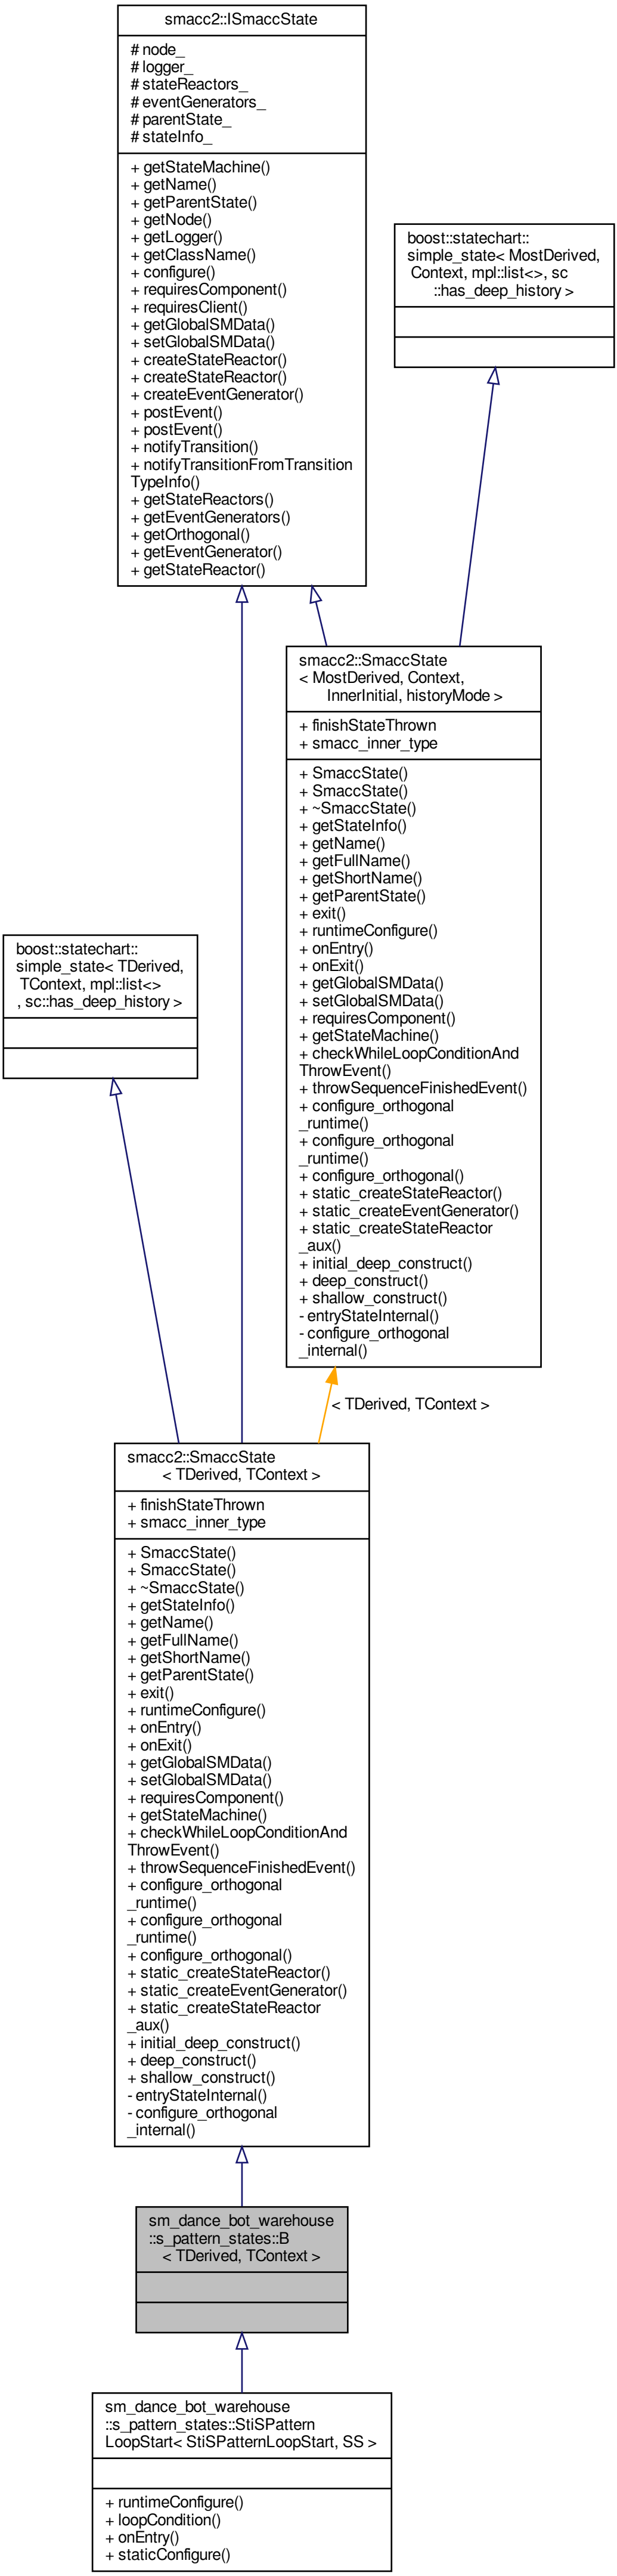 smacc2::ISmaccState
# node_
# logger_
# stateReactors_
# eventGenerators_
# parentState_
# stateInfo_
+ getStateMachine()
+ getName()
+ getParentState()
+ getNode()
+ getLogger()
+ getClassName()
+ configure()
+ requiresComponent()
+ requiresClient()
+ getGlobalSMData()
+ setGlobalSMData()
+ createStateReactor()
+ createStateReactor()
+ createEventGenerator()
+ postEvent()
+ postEvent()
+ notifyTransition()
+ notifyTransitionFromTransition
TypeInfo()
+ getStateReactors()
+ getEventGenerators()
+ getOrthogonal()
+ getEventGenerator()
+ getStateReactor()
boost::statechart::
simple_state< MostDerived,
Context, mpl::list<>, sc
::has_deep_history >
smacc2::SmaccState
< MostDerived, Context,
InnerInitial, historyMode >
+ finishStateThrown
+ smacc_inner_type
+ SmaccState()
+ SmaccState()
+ ~SmaccState()
+ getStateInfo()
+ getName()
+ getFullName()
+ getShortName()
+ getParentState()
+ exit()
+ runtimeConfigure()
+ onEntry()
+ onExit()
+ getGlobalSMData()
+ setGlobalSMData()
+ requiresComponent()
+ getStateMachine()
+ checkWhileLoopConditionAnd
ThrowEvent()
+ throwSequenceFinishedEvent()
+ configure_orthogonal
_runtime()
+ configure_orthogonal
_runtime()
+ configure_orthogonal()
+ static_createStateReactor()
+ static_createEventGenerator()
+ static_createStateReactor
_aux()
+ initial_deep_construct()
+ deep_construct()
+ shallow_construct()
- entryStateInternal()
- configure_orthogonal
_internal()
boost::statechart::
simple_state< TDerived,
TContext, mpl::list<>
, sc::has_deep_history >
< TDerived, TContext >
smacc2::SmaccState
< TDerived, TContext >
+ finishStateThrown
+ smacc_inner_type
+ SmaccState()
+ SmaccState()
+ ~SmaccState()
+ getStateInfo()
+ getName()
+ getFullName()
+ getShortName()
+ getParentState()
+ exit()
+ runtimeConfigure()
+ onEntry()
+ onExit()
+ getGlobalSMData()
+ setGlobalSMData()
+ requiresComponent()
+ getStateMachine()
+ checkWhileLoopConditionAnd
ThrowEvent()
+ throwSequenceFinishedEvent()
+ configure_orthogonal
_runtime()
+ configure_orthogonal
_runtime()
+ configure_orthogonal()
+ static_createStateReactor()
+ static_createEventGenerator()
+ static_createStateReactor
_aux()
+ initial_deep_construct()
+ deep_construct()
+ shallow_construct()
- entryStateInternal()
- configure_orthogonal
_internal()
sm_dance_bot_warehouse
::s_pattern_states::B
< TDerived, TContext >
sm_dance_bot_warehouse
::s_pattern_states::StiSPattern
LoopStart< StiSPatternLoopStart, SS >
+ runtimeConfigure()
+ loopCondition()
+ onEntry()
+ staticConfigure()